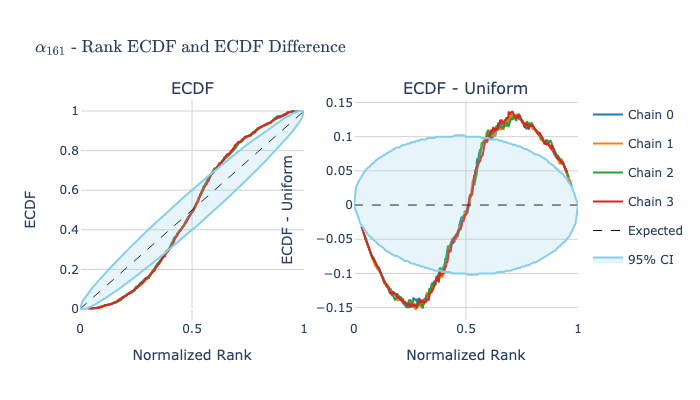 α₁₆₁ - Rank ECDF and ECDF Difference
ECDF
ECDF - Uniform
1
0.8
0.6
0.4
0.2
0
ECDF
0
0.5
1
Normalized Rank
0.15
0.1
0.05
0
−0.05
−0.1
−0.15
ECDF - Uniform
0
0.5
1
Normalized Rank
Chain 0
Chain 1
Chain 2
Chain 3
Expected
95% CI